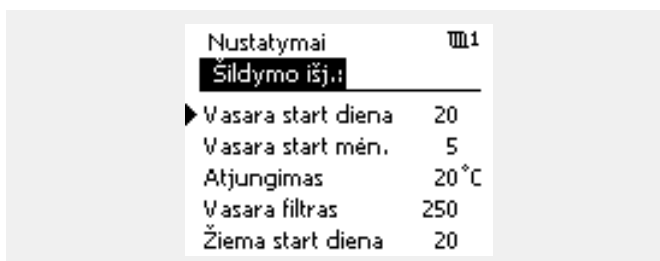 Nustatymai 1
Šildymo išj.:
Vasara start diena 20
Vasara start mėn. 5
Atjungimas 20 °C
Vasara filtras 250
Žiema start diena 20